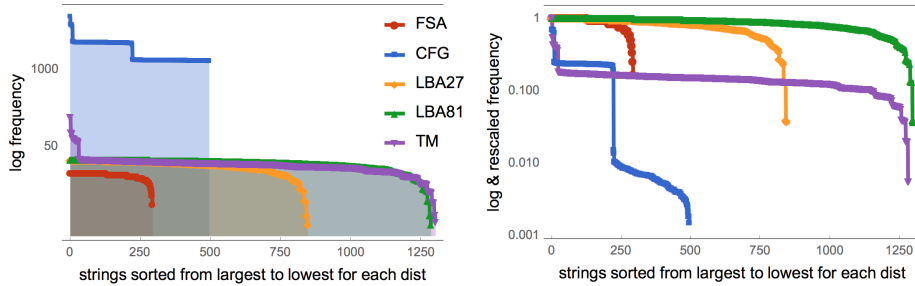 log frequency
1000
50
FSA
CFG
LBA27
LBA81
TM
0
250
500
750
1000
1250
strings sorted from largest to lowest for each dist
log & rescaled frequency
1
0.100
0.010
0.001
0
250
500
750
1000
1250
strings sorted from largest to lowest for each dist